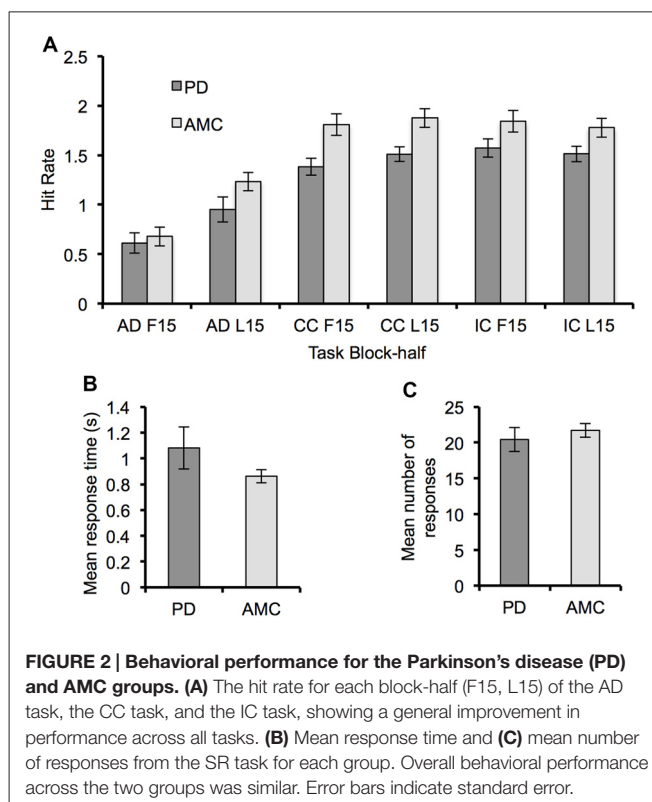 A
2.5
2
1.5
1
0.5
0
Hit Rate
PD
AMC
AD F15 AD L15 CC F15 CC L15 IC F15 IC L15
Task Block-half
B
1.4
1.2
1
0.8
0.6
0.4
0.2
0
Mean response time (s)
PD AMC
C
25
20
15
10
5
0
Mean number of
responses
PD AMC
FIGURE 2 | Behavioral performance for the Parkinson's disease (PD)
and AMC groups. (A) The hit rate for each block-half (F15, L15) of the AD
task, the CC task, and the IC task, showing a general improvement in
performance across all tasks. (B) Mean response time and (C) mean number
of responses from the SR task for each group. Overall behavioral performance
across the two groups was similar. Error bars indicate standard error.